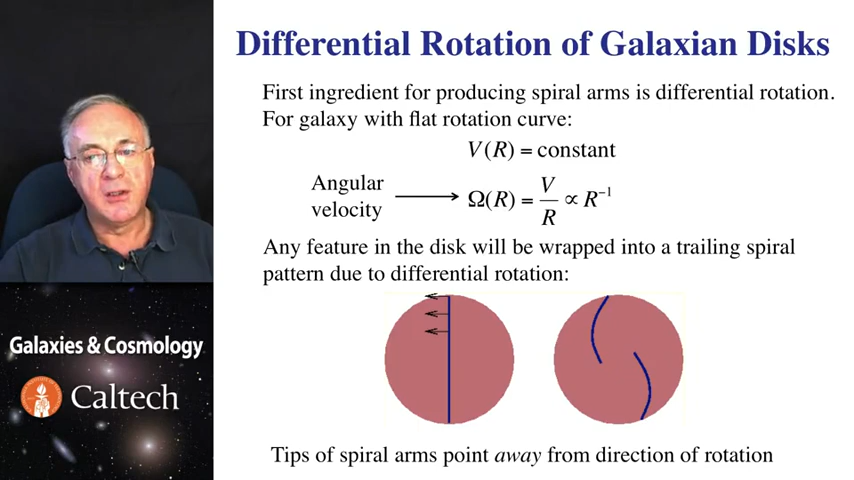 Differential Rotation of Galaxian Disks
First ingredient for producing spiral arms is differential rotation.
For galaxy with flat rotation curve:
V(R) = constant
Angular
velocity
Ω(R) = V/R ∝ R⁻¹
Any feature in the disk will be wrapped into a trailing spiral
pattern due to differential rotation:
Tips of spiral arms point away from direction of rotation
Galaxies & Cosmology
Caltech